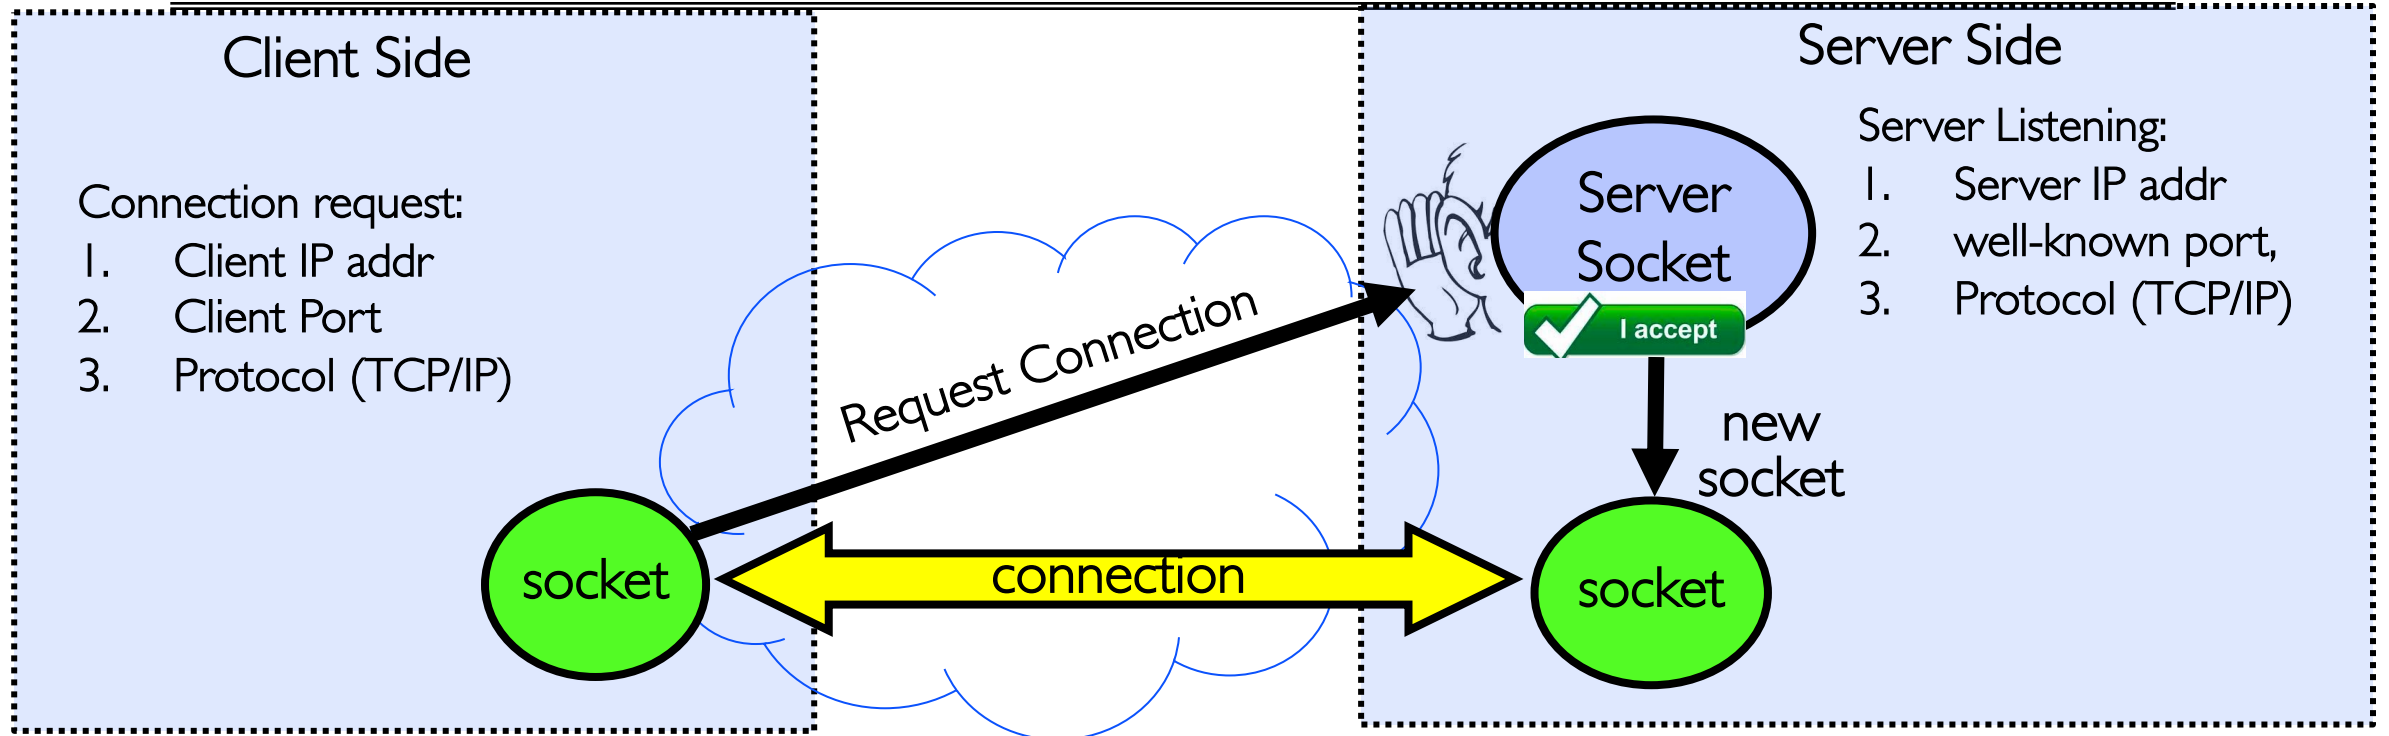 Client Side
Connection request:
1. Client IP addr
2. Client Port
3. Protocol (TCP/IP)
socket
Request Connection
connection
Server Side
Server
Socket
I accept
Server Listening:
1. Server IP addr
2. well-known port,
3. Protocol (TCP/IP)
new
socket
socket